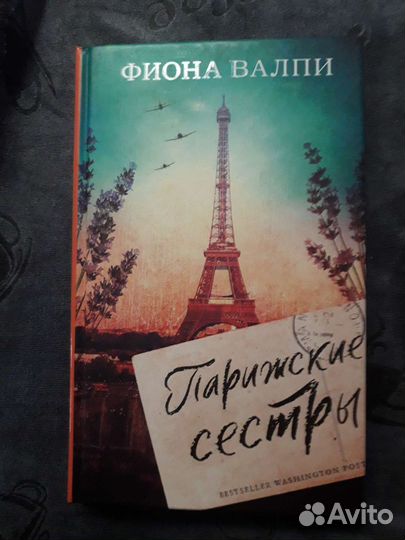 ФИОНА ВАЛПИ
Парижские
сестры
BESTSELLER WASHINGTON POST
Avito